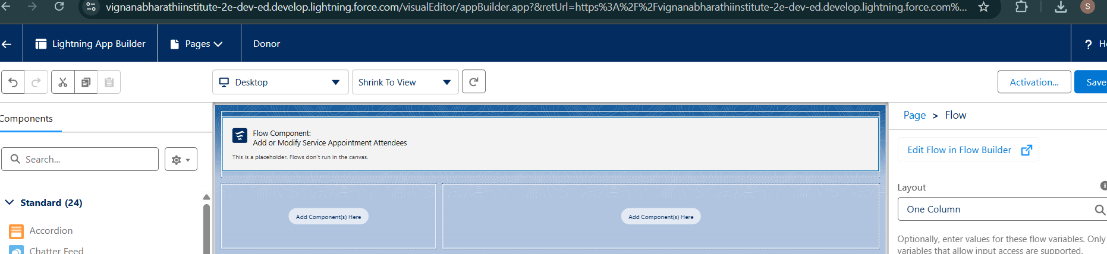 vignanabharathiinstitute-2e-dev-ed.develop.lightning.force.com/visualEditor/appBuilder.app?&retUrl=https%3A%2F%2Fvignanabharathiinstitute-2e-dev-ed.develop.lightning.force.com%...
S
Lightning App Builder
Pages
Donor
? He
Desktop
Shrink To View
Activation...
Save
Components
Search...
Standard (24)
Accordion
Chatter Feed
Flow Component:
Add or Modify Service Appointment Attendees
This is a placeholder. Flows don't run in the canvas.
Add Component(s) Here
Add Component(s) Here
Page > Flow
Edit Flow in Flow Builder
Layout
One Column
Optionally, enter values for these flow variables. Only
variables that allow input access are supported.